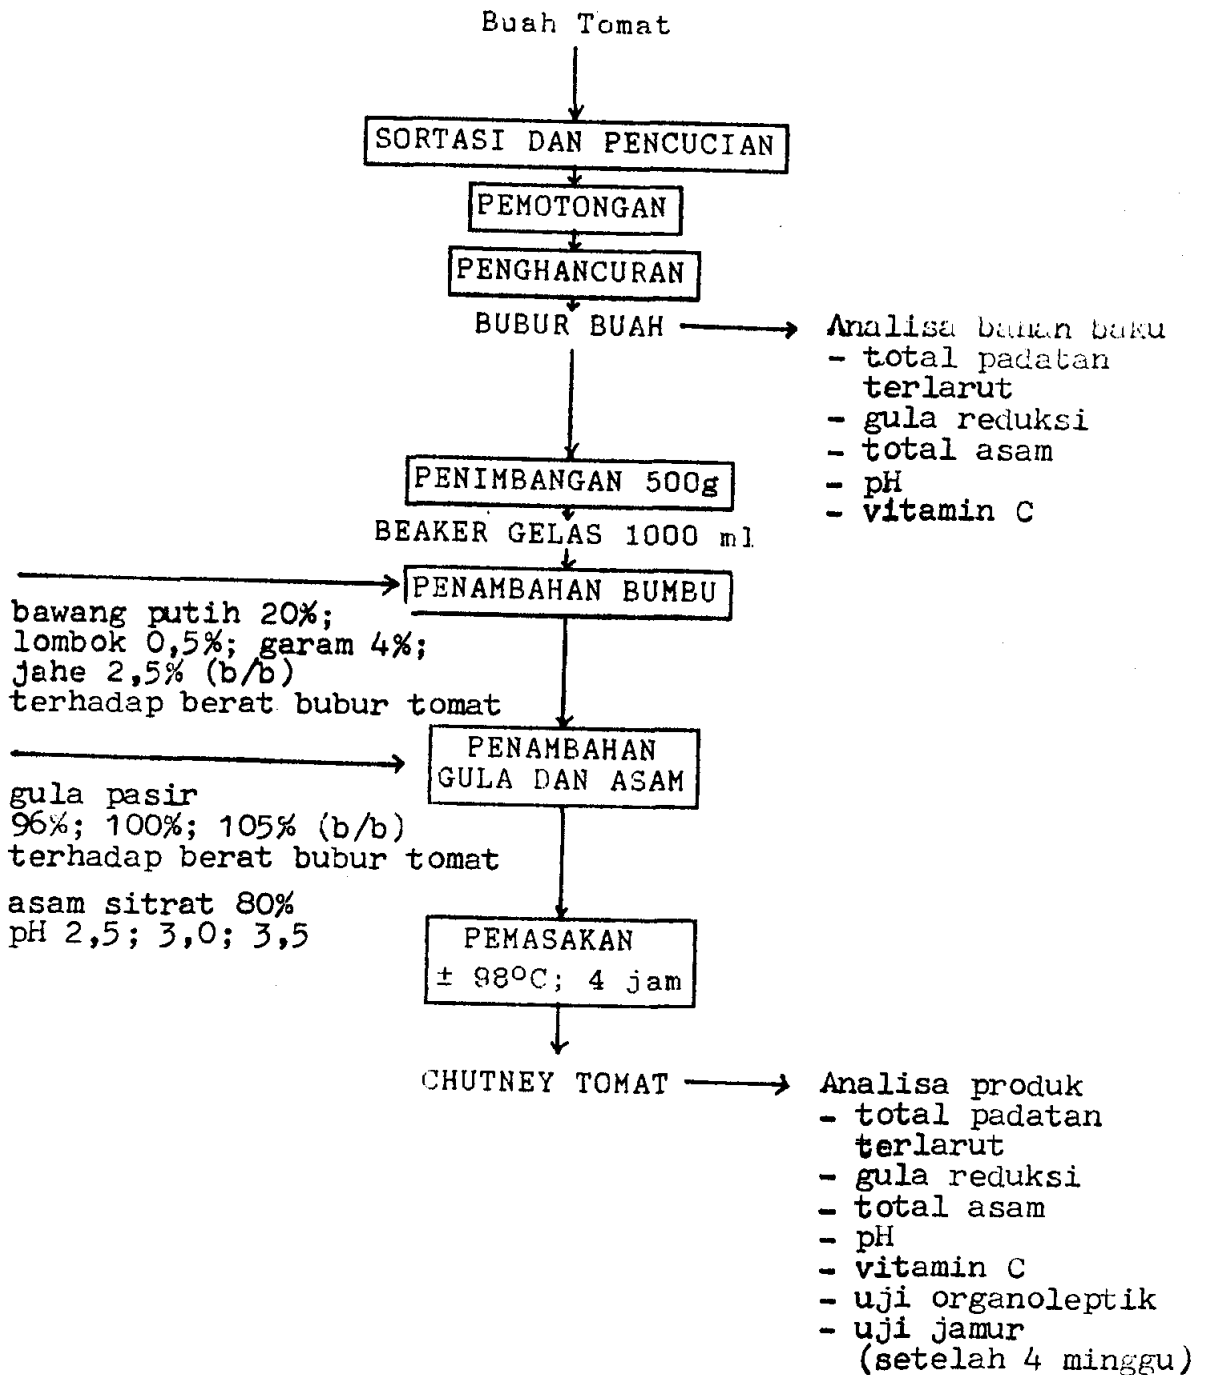 Buah Tomat
SORTASI DAN PENCUCIAN
PEMOTONGAN
PENGHANCURAN
BUBUR BUAH
Analisa bahan baku
- total padatan
terlarut
- gula reduksi
- total asam
- pH
- vitamin C
PENIMBANGAN 500g
BEAKER GELAS 1000 ml
PENAMBAHAN BUMBU
bawang putih 20%;
lombok 0,5%; garam 4%;
jahe 2,5% (b/b)
terhadap berat bubur tomat
PENAMBAHAN
GULA DAN ASAM
gula pasir
96%; 100%; 105% (b/b)
terhadap berat bubur tomat
asam sitrat 80%
pH 2,5; 3,0; 3,5
PEMASAKAN
± 98°C; 4 jam
CHUTNEY TOMAT
Analisa produk
- total padatan
terlarut
- gula reduksi
- total asam
- pH
- vitamin C
- uji organoleptik
- uji jamur
(setelah 4 minggu)